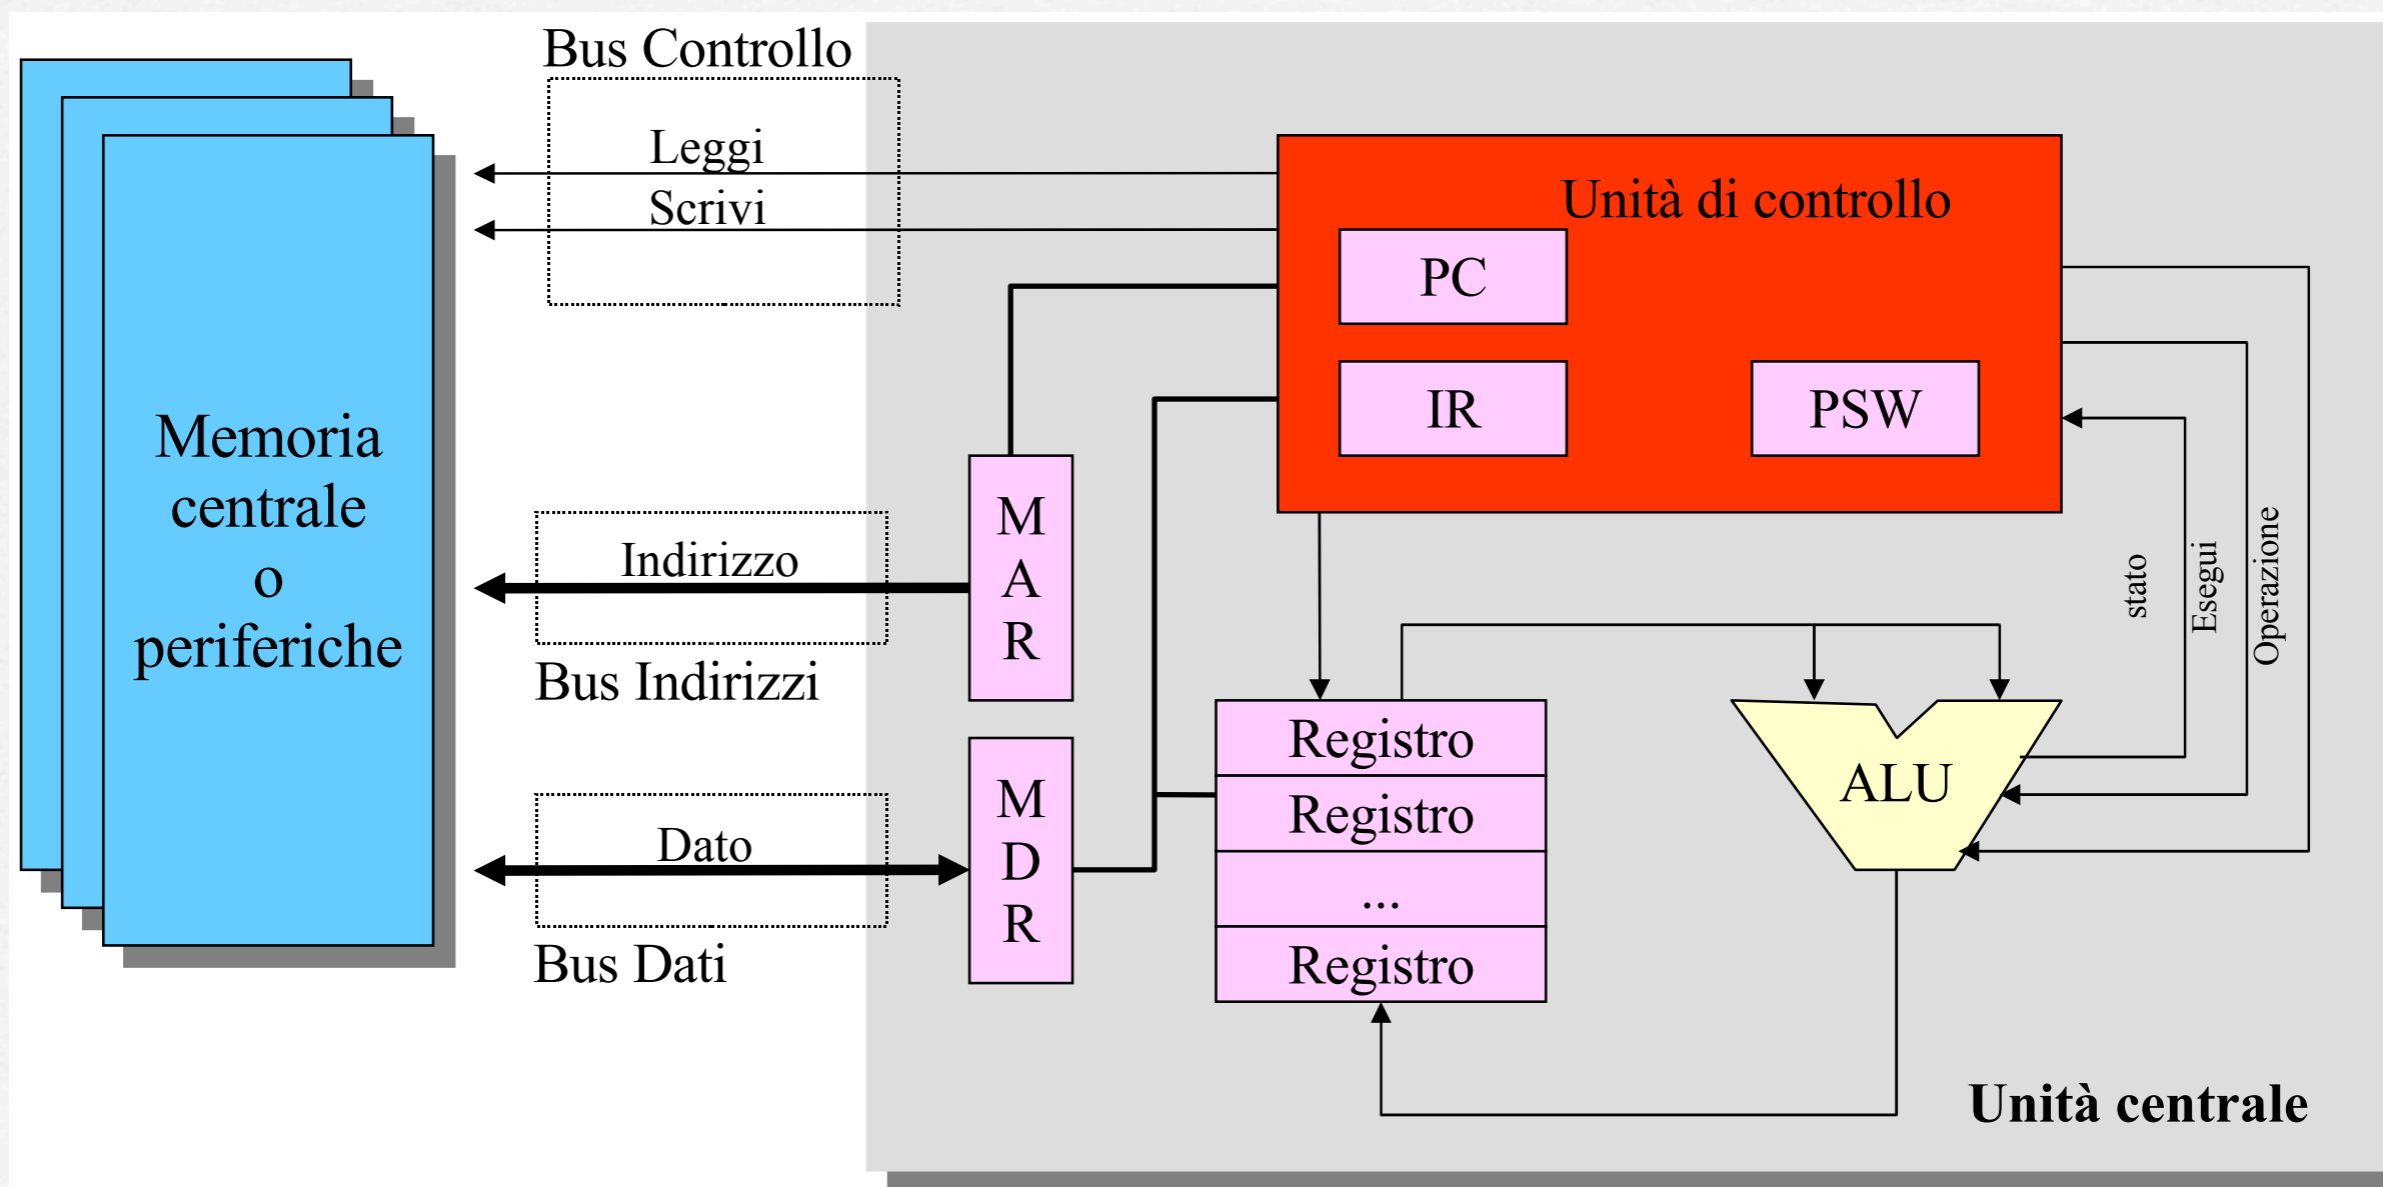 Bus Controllo
Leggi
Scrivi
Unità di controllo
PC
IR
PSW
Memoria
centrale
o
periferiche
Indirizzo
Bus Indirizzi
M
A
R
stato
Esegui
Operazione
Dato
Bus Dati
M
D
R
Registro
Registro
...
Registro
ALU
Unità centrale